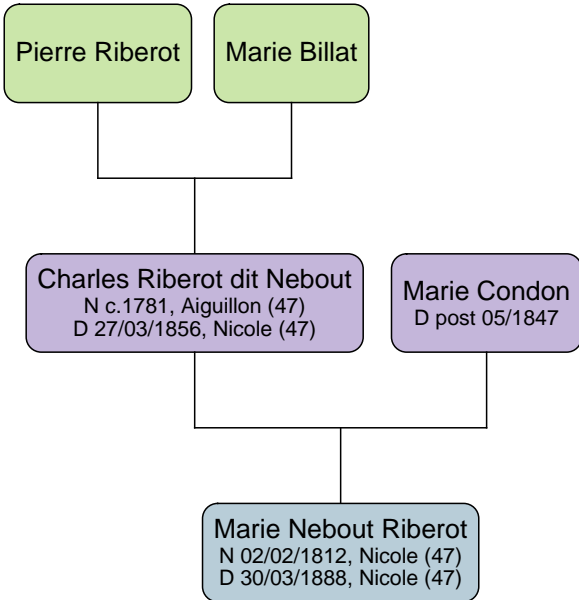 Pierre Riberot
Marie Billat
Charles Riberot dit Nebout
N c.1781, Aiguillon (47)
D 27/03/1856, Nicole (47)
Marie Condon
D post 05/1847
Marie Nebout Riberot
N 02/02/1812, Nicole (47)
D 30/03/1888, Nicole (47)